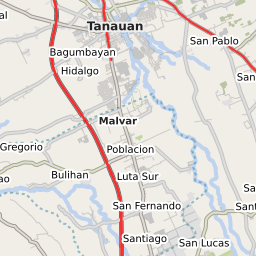 Tanauan
San Pablo
Bagumbayan
Hidalgo
Malvar
Gregorio
Poblacion
Bulihan
Luta Sur
San Fernando
Santiago
San Lucas